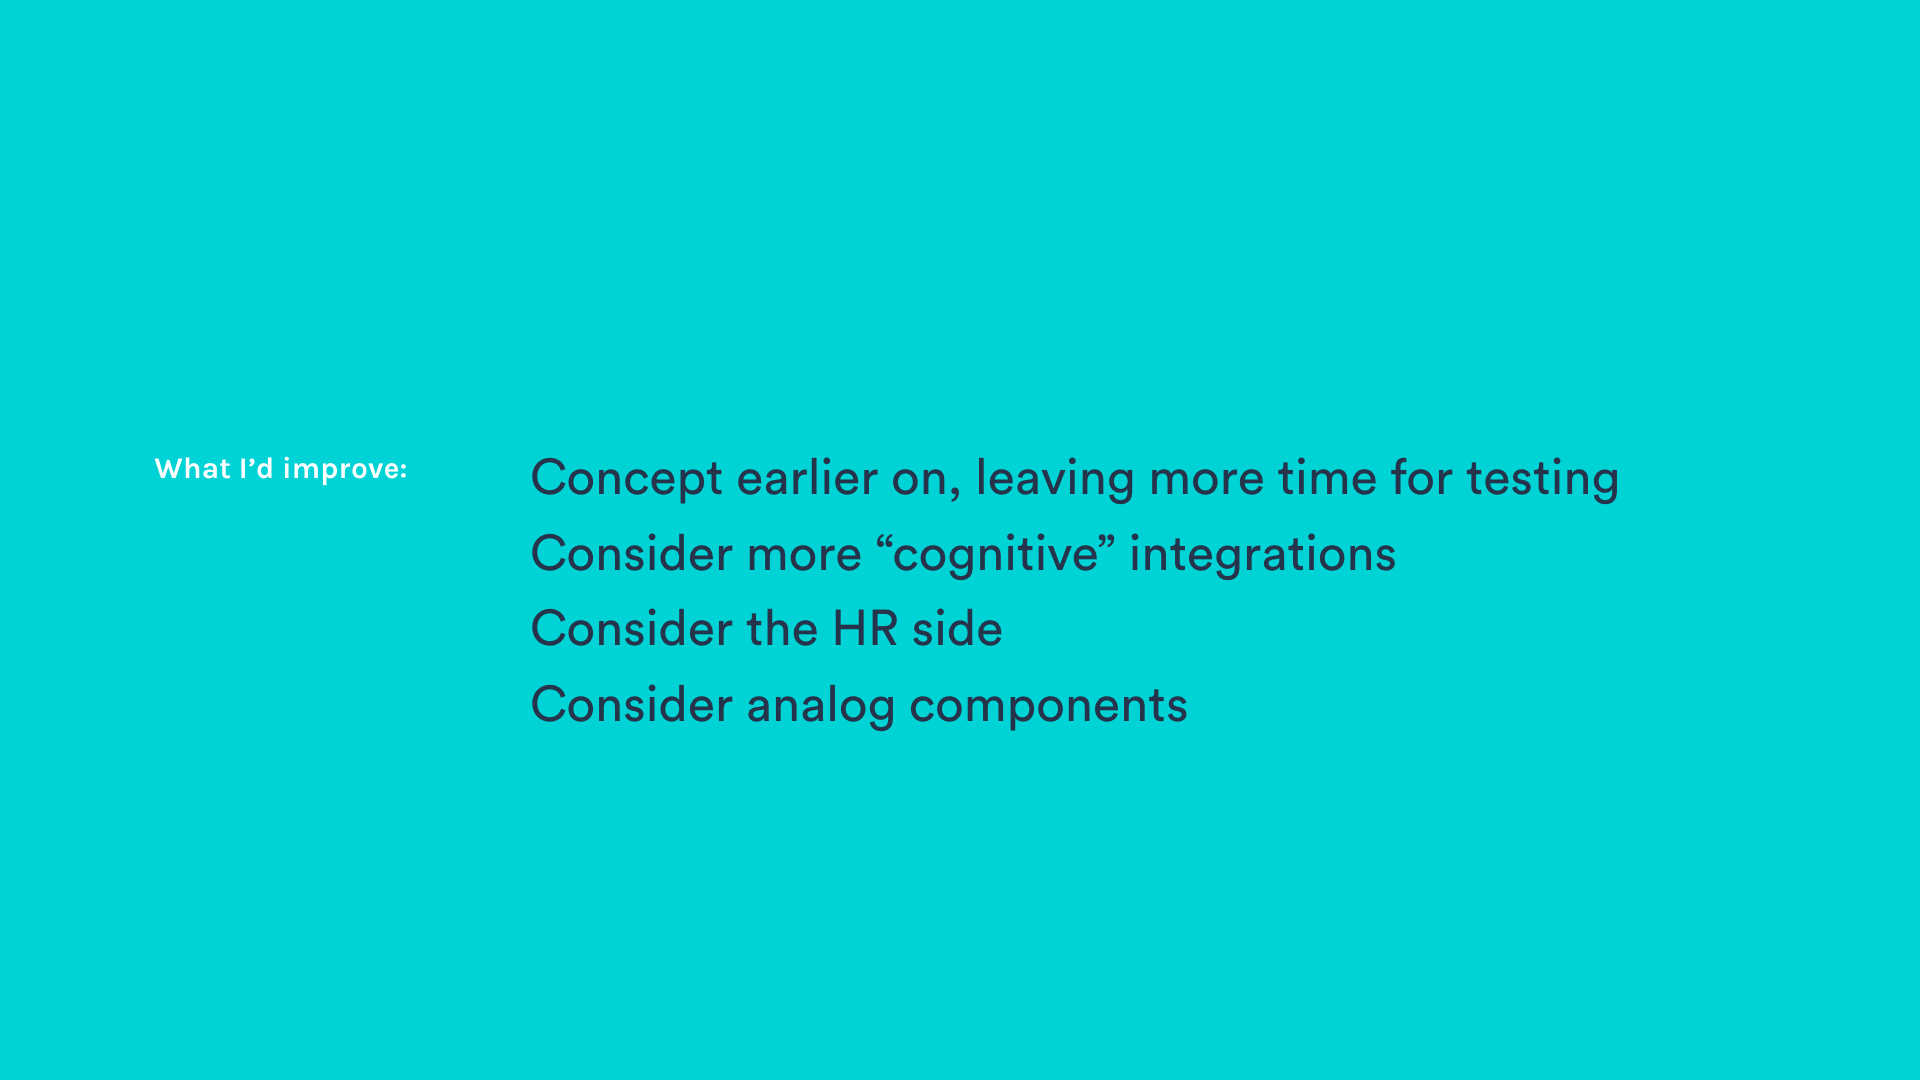 What I’d improve:
Concept earlier on, leaving more time for testing
Consider more “cognitive” integrations
Consider the HR side
Consider analog components